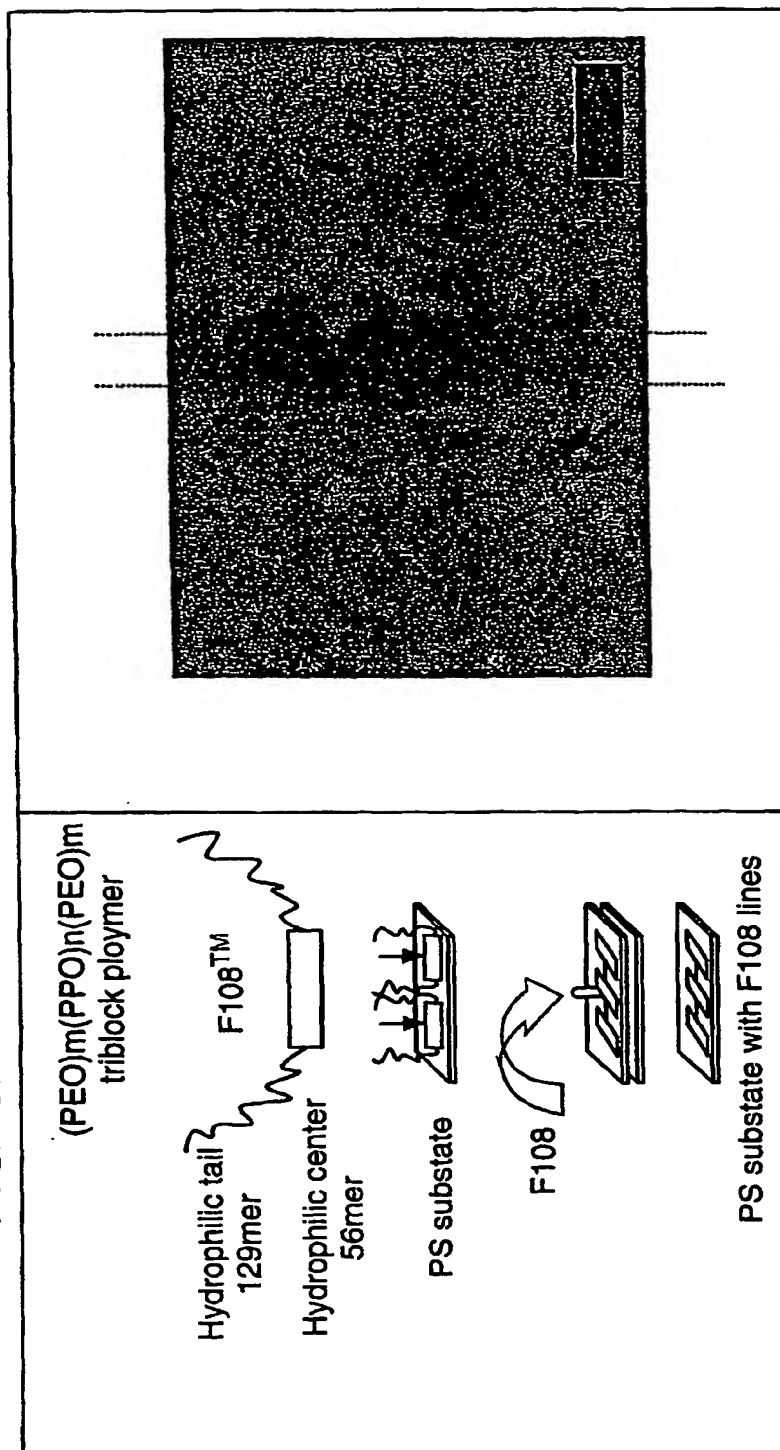 (PEO)m(PPO)n(PEO)m
triblock ploymer
F108™
Hydrophilic tail
129mer
Hydrophilic center
56mer
PS substate
F108
PS substate with F108 lines